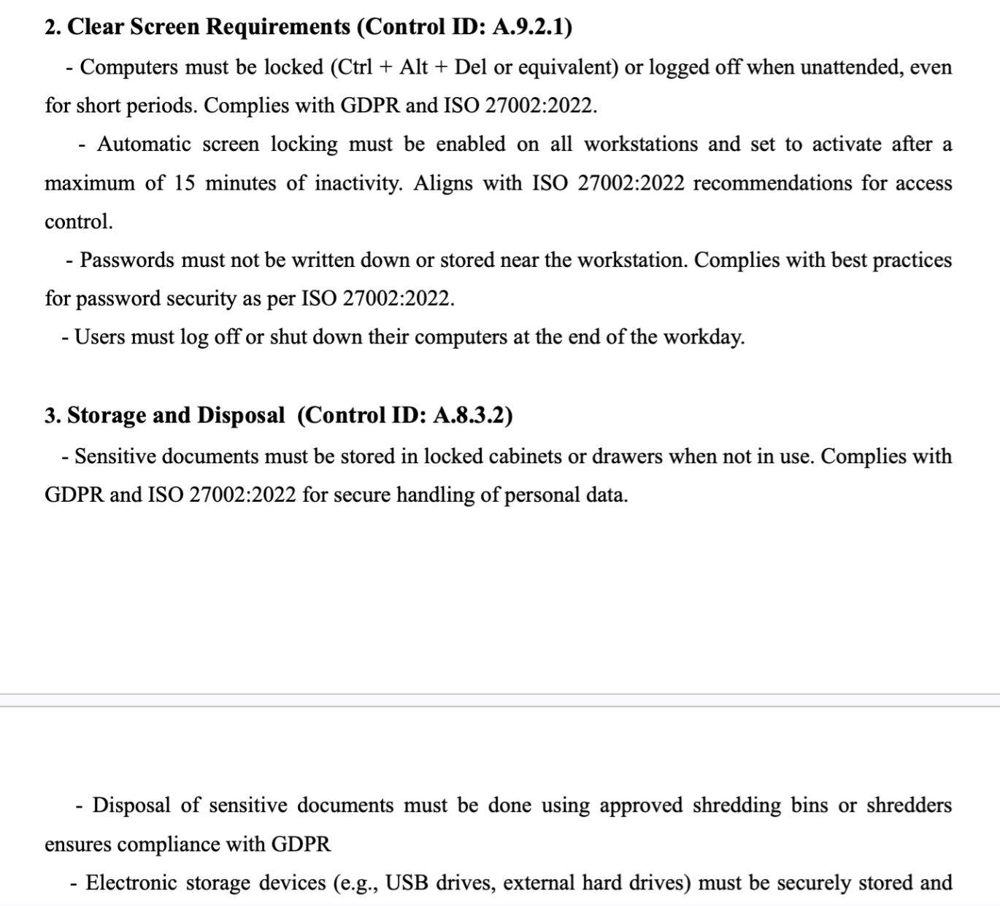 2. Clear Screen Requirements (Control ID: A.9.2.1)
- Computers must be locked (Ctrl + Alt + Del or equivalent) or logged off when unattended, even
for short periods. Complies with GDPR and ISO 27002:2022.
- Automatic screen locking must be enabled on all workstations and set to activate after a
maximum of 15 minutes of inactivity. Aligns with ISO 27002:2022 recommendations for access
control.
- Passwords must not be written down or stored near the workstation. Complies with best practices
for password security as per ISO 27002:2022.
- Users must log off or shut down their computers at the end of the workday.
3. Storage and Disposal (Control ID: A.8.3.2)
- Sensitive documents must be stored in locked cabinets or drawers when not in use. Complies with
GDPR and ISO 27002:2022 for secure handling of personal data.
- Disposal of sensitive documents must be done using approved shredding bins or shredders
ensures compliance with GDPR
- Electronic storage devices (e.g., USB drives, external hard drives) must be securely stored and